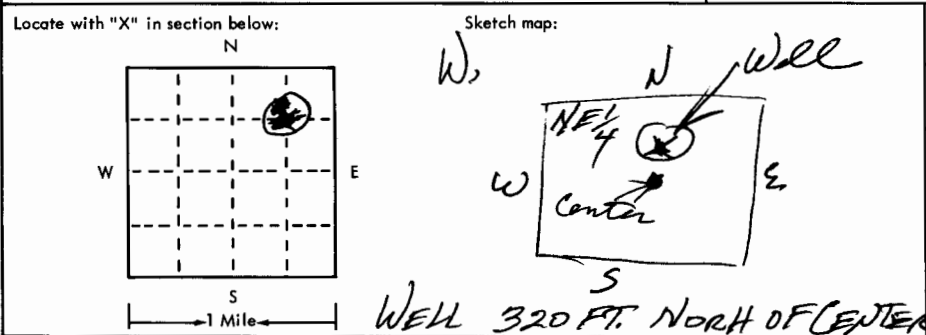 Locate with "X" in section below:
N
W
E
S
1 Mile
Sketch map:
W,
N
Well
NE 1/4
W
E
Center
S
WELL 320 FT. NORH OF CENTER